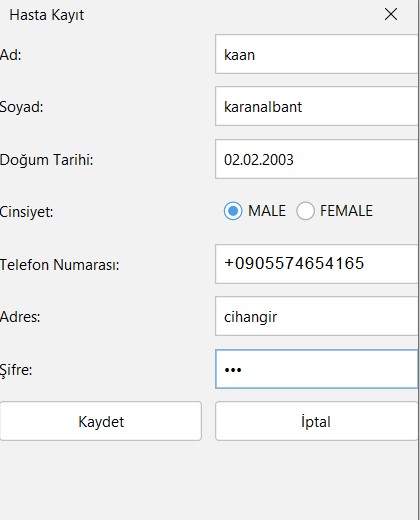 Hasta Kayıt
Ad: kaan
Soyad: karanalbant
Doğum Tarihi: 02.02.2003
Cinsiyet: MALE FEMALE
Telefon Numarası: +0905574654165
Adres: cihangir
Şifre: •••
Kaydet İptal